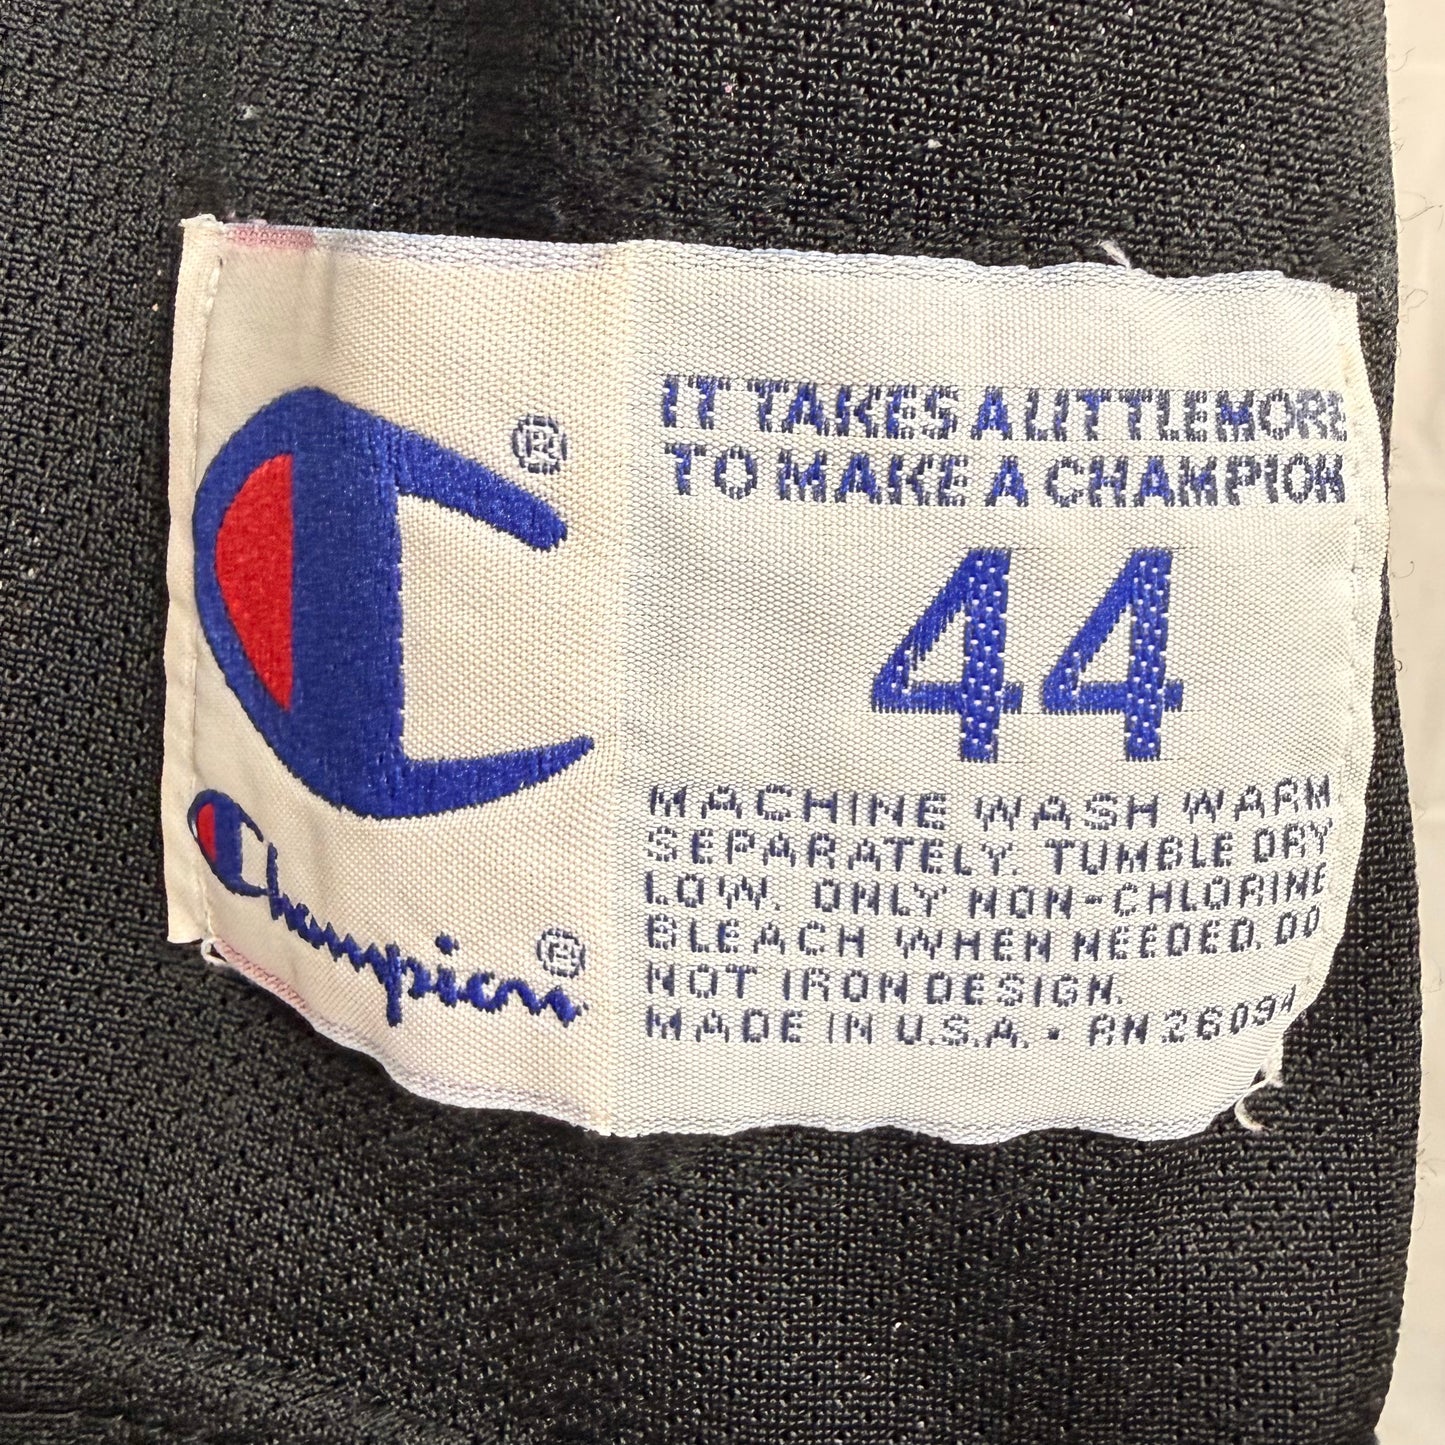 ®
Champion®
IT TAKES A LITTLE MORE
TO MAKE A CHAMPION
44
MACHINE WASH WARM
SEPARATELY. TUMBLE DRY
LOW. ONLY NON-CHLORINE
BLEACH WHEN NEEDED. DO
NOT IRON DESIGN.
MADE IN U.S.A. • RN 26094